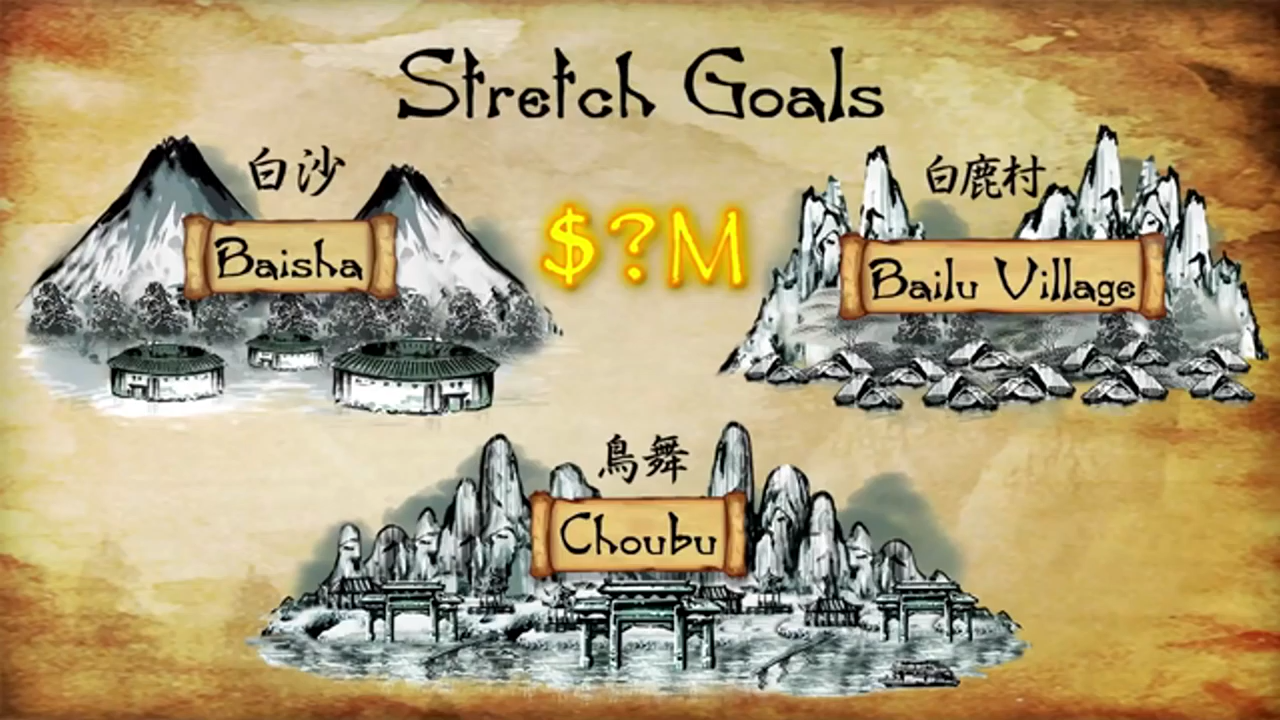 Stretch Goals
白沙
Baisha
$?M
白鹿村
Bailu Village
鳥舞
Choubu